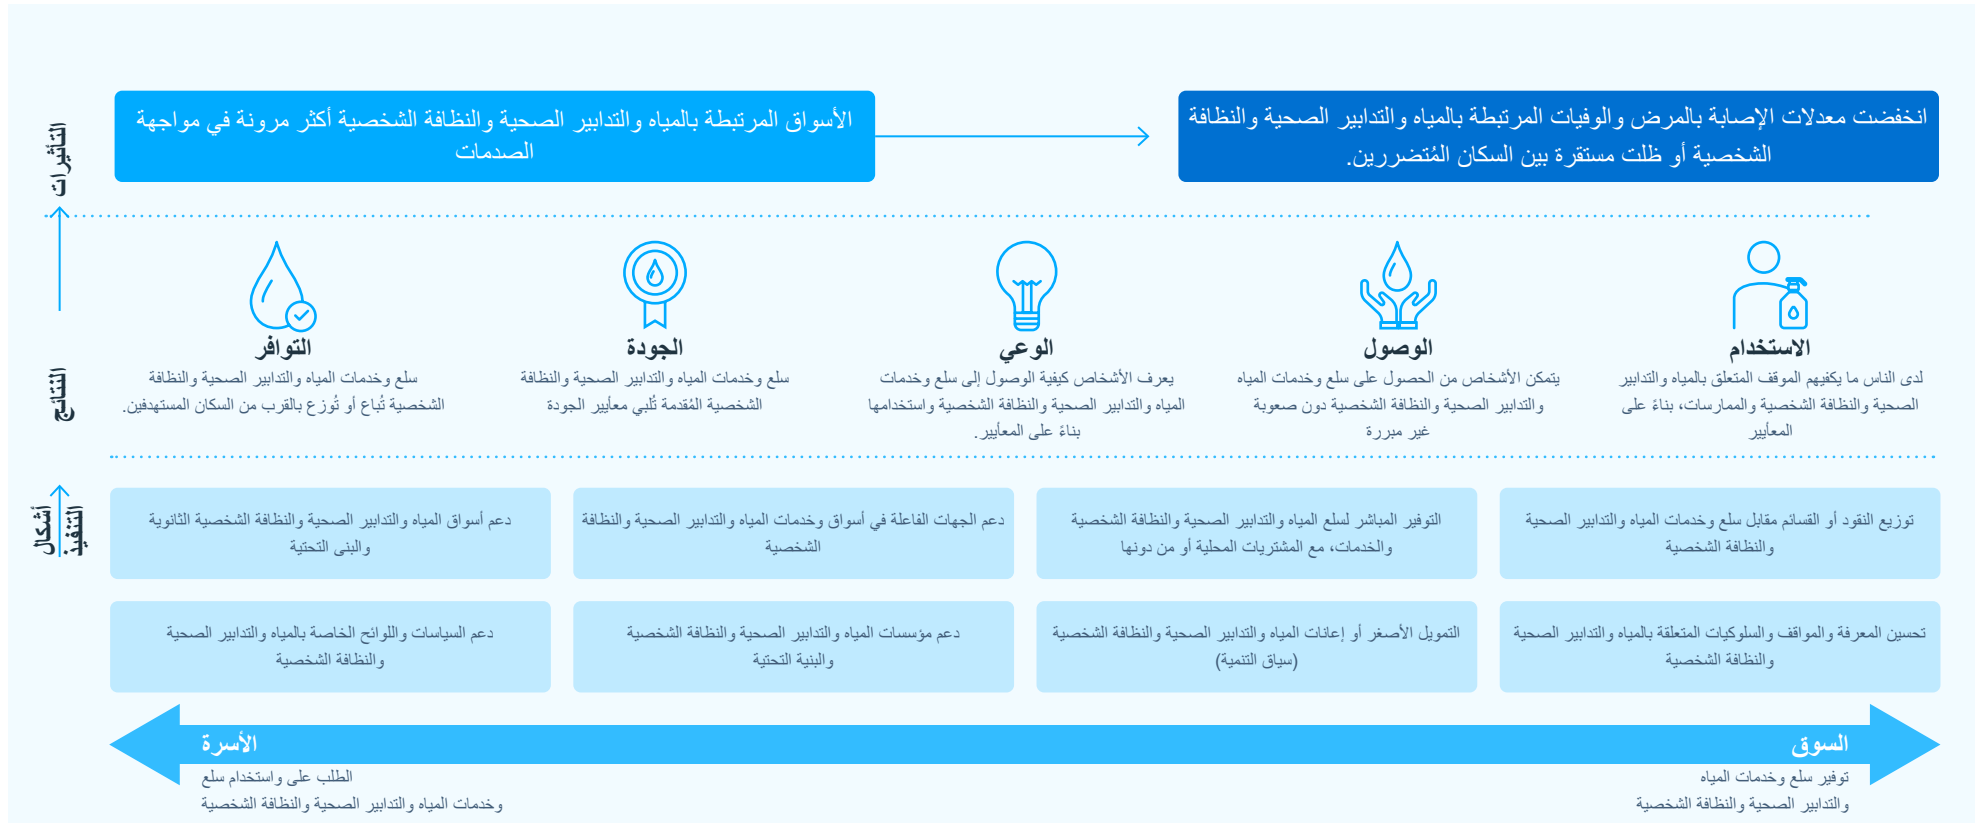 انخفضت معدلات الإصابة بالمرض والوفيات المرتبطة بالمياه والتدابير الصحية والنظافة
الشخصية أو ظلت مستقرة بين السكان المُتضررين.
الأسواق المرتبطة بالمياه والتدابير الصحية والنظافة الشخصية أكثر مرونة في مواجهة
الصدمات
التأثيرات
الاستخدام
لدى الناس ما يكفيهم الموقف المتعلق بالمياه والتدابير
الصحية والنظافة الشخصية والممارسات، بناءً على
المعايير
الوصول
يتمكن الأشخاص من الحصول على سلع وخدمات المياه
والتدابير الصحية والنظافة الشخصية دون صعوبة
غير مبررة
الوعي
يعرف الأشخاص كيفية الوصول إلى سلع وخدمات
المياه والتدابير الصحية والنظافة الشخصية واستخدامها
بناءً على المعايير.
الجودة
سلع وخدمات المياه والتدابير الصحية والنظافة
الشخصية المُقدمة تُلبي معايير الجودة
التوافر
سلع وخدمات المياه والتدابير الصحية والنظافة
الشخصية تُباع أو تُوزع بالقرب من السكان المستهدفين.
النتائج
توزيع النقود أو القسائم مقابل سلع وخدمات المياه والتدابير الصحية
والنظافة الشخصية
التوفير المباشر لسلع المياه والتدابير الصحية والنظافة الشخصية
والخدمات، مع المشتريات المحلية أو من دونها
دعم الجهات الفاعلة في أسواق وخدمات المياه والتدابير الصحية والنظافة
الشخصية
دعم أسواق المياه والتدابير الصحية والنظافة الشخصية الثانوية
والبنى التحتية
أشكال
التنفيذ
تحسين المعرفة والمواقف والسلوكيات المتعلقة بالمياه والتدابير الصحية
والنظافة الشخصية
التمويل الأصغر أو إعانات المياه والتدابير الصحية والنظافة الشخصية
(سياق التنمية)
دعم مؤسسات المياه والتدابير الصحية والنظافة الشخصية
والبنية التحتية
دعم السياسات واللوائح الخاصة بالمياه والتدابير الصحية
والنظافة الشخصية
السوق
توفير سلع وخدمات المياه
والتدابير الصحية والنظافة الشخصية
الأسرة
الطلب على واستخدام سلع
وخدمات المياه والتدابير الصحية والنظافة الشخصية